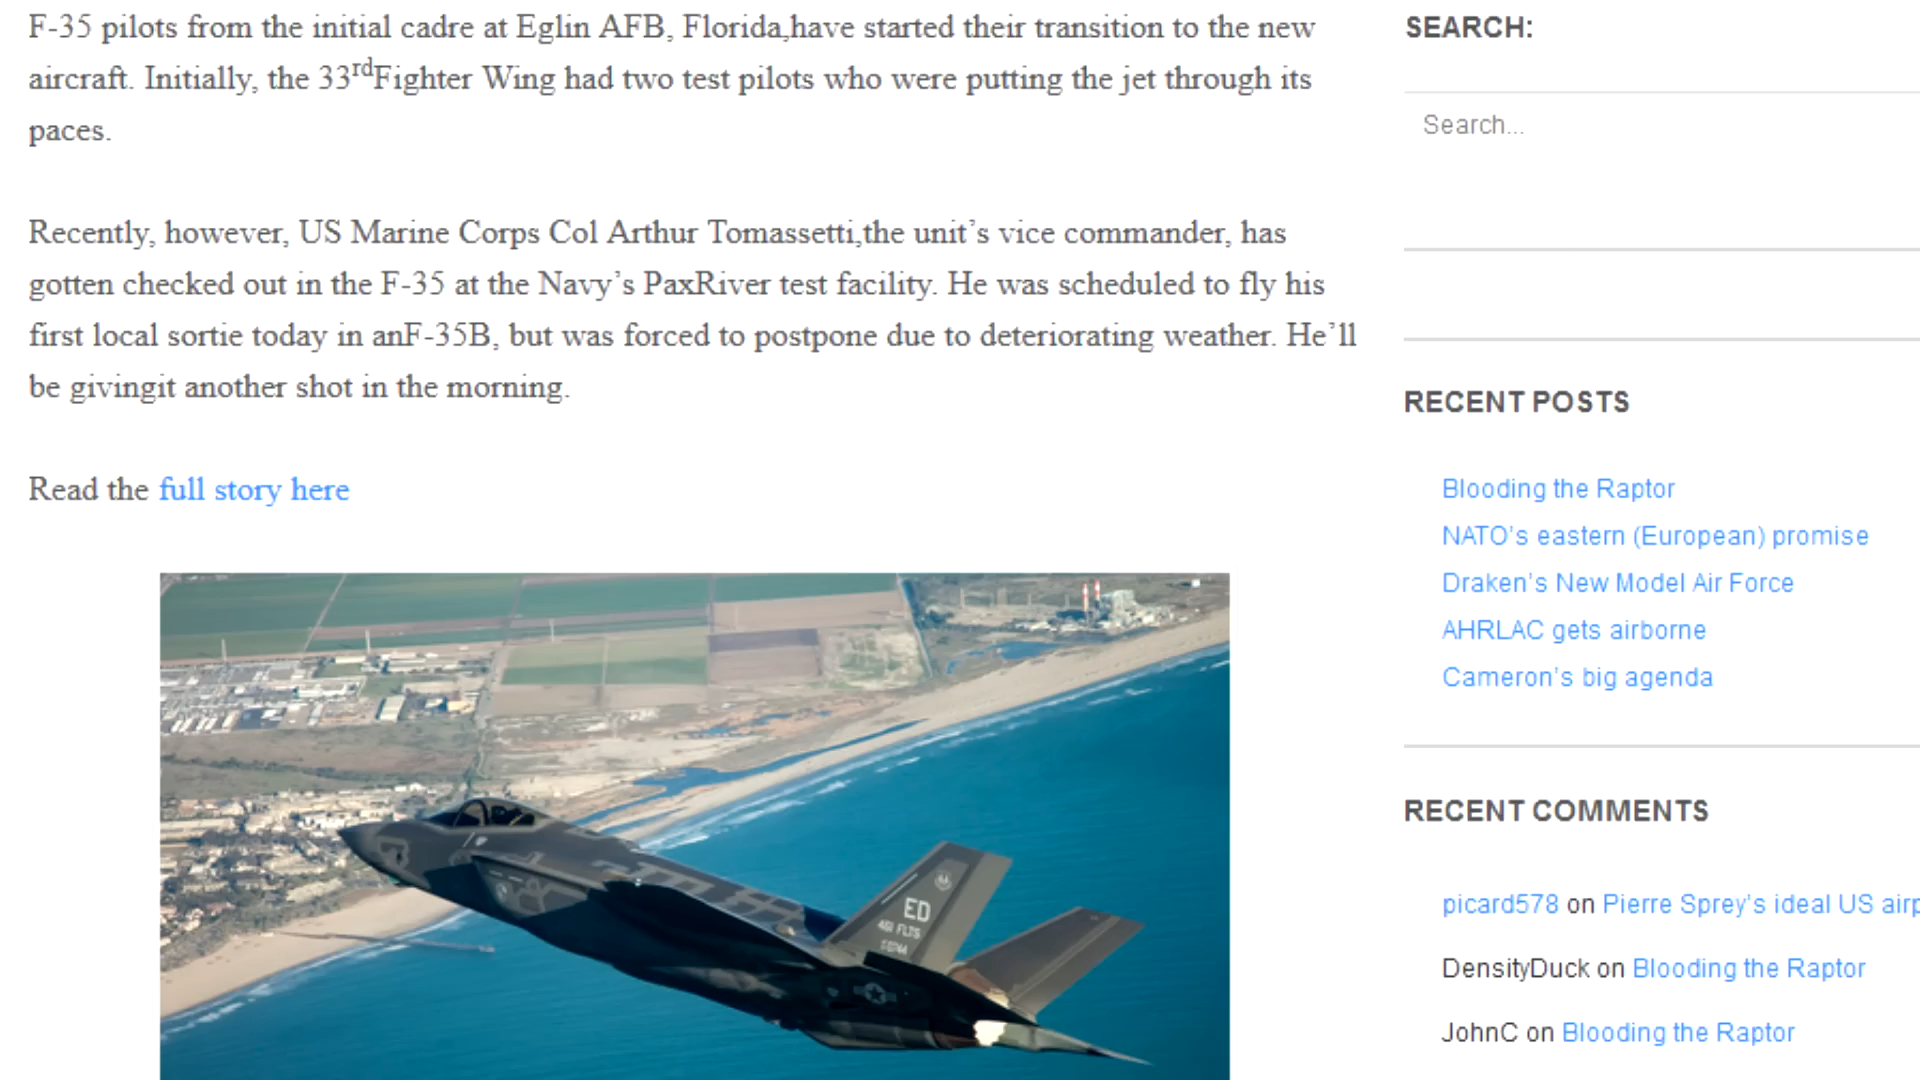 F-35 pilots from the initial cadre at Eglin AFB, Florida,have started their transition to the new
aircraft. Initially, the 33rdFighter Wing had two test pilots who were putting the jet through its
paces.
Recently, however, US Marine Corps Col Arthur Tomassetti,the unit’s vice commander, has
gotten checked out in the F-35 at the Navy’s PaxRiver test facility. He was scheduled to fly his
first local sortie today in anF-35B, but was forced to postpone due to deteriorating weather. He’ll
be givingit another shot in the morning.
Read the full story here
ED
461 FLTS
SEARCH:
Search...
RECENT POSTS
Blooding the Raptor
NATO’s eastern (European) promise
Draken’s New Model Air Force
AHRLAC gets airborne
Cameron’s big agenda
RECENT COMMENTS
picard578 on Pierre Sprey’s ideal US airp
DensityDuck on Blooding the Raptor
JohnC on Blooding the Raptor